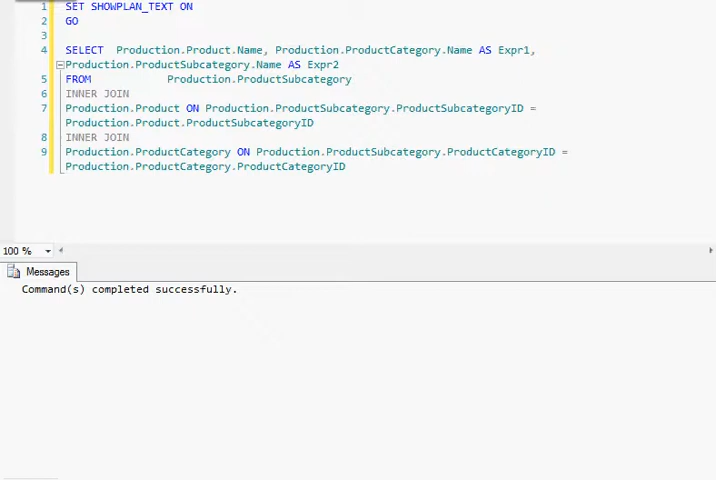 1 SET SHOWPLAN_TEXT ON
2 GO
3
4 SELECT Production.Product.Name, Production.ProductCategory.Name AS Expr1,
Production.ProductSubcategory.Name AS Expr2
5 FROM Production.ProductSubcategory
6 INNER JOIN
7 Production.Product ON Production.ProductSubcategory.ProductSubcategoryID =
Production.Product.ProductSubcategoryID
8 INNER JOIN
9 Production.ProductCategory ON Production.ProductSubcategory.ProductCategoryID =
Production.ProductCategory.ProductCategoryID
100 %
Messages
Command(s) completed successfully.